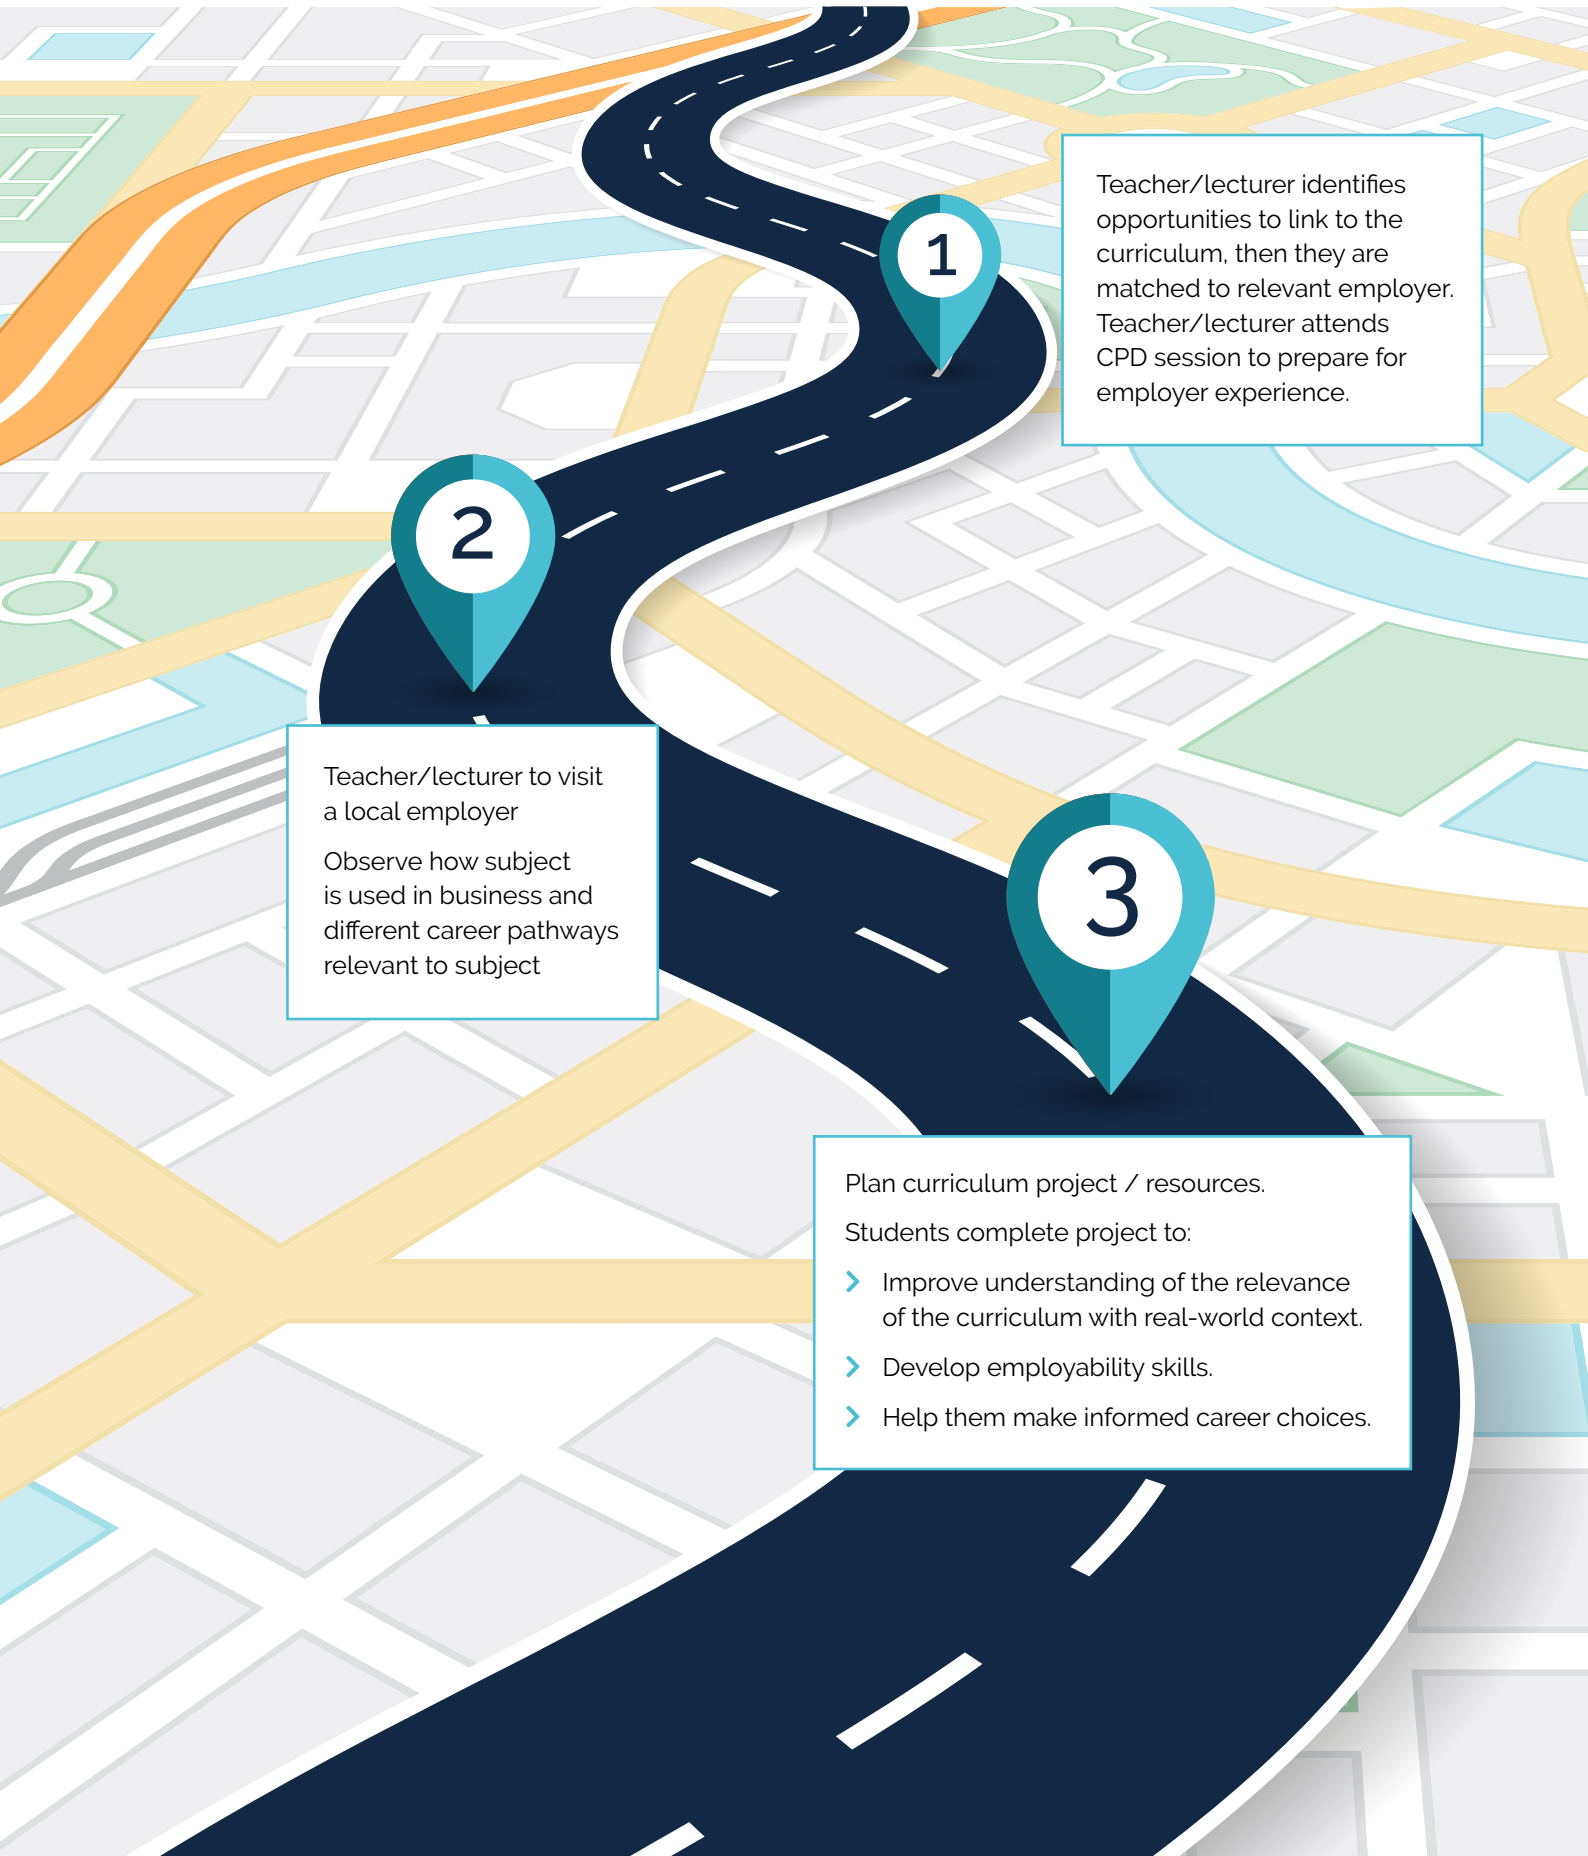 1
Teacher/lecturer identifies
opportunities to link to the
curriculum, then they are
matched to relevant employer.
Teacher/lecturer attends
CPD session to prepare for
employer experience.
2
Teacher/lecturer to visit
a local employer
Observe how subject
is used in business and
different career pathways
relevant to subject
3
Plan curriculum project / resources.
Students complete project to:
Improve understanding of the relevance
of the curriculum with real-world context.
Develop employability skills.
Help them make informed career choices.